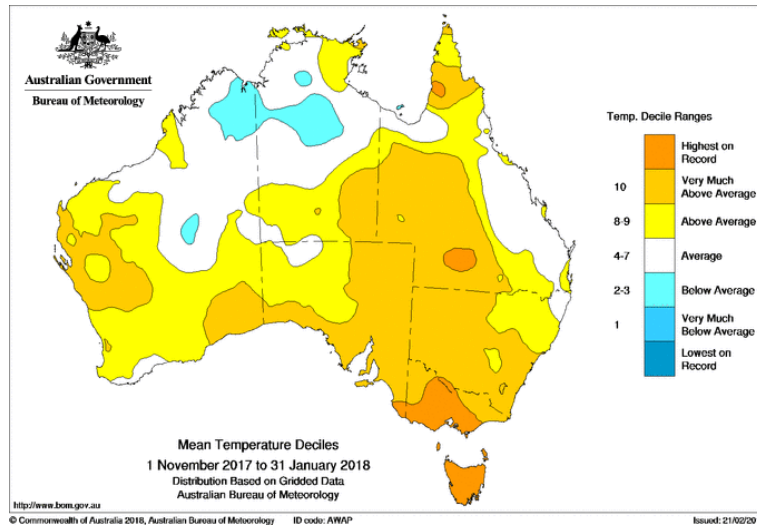 Australian Government
Bureau of Meteorology
Temp. Decile Ranges
Highest on
Record
10
Very Much
Above Average
8-9
Above Average
4-7
Average
2-3
Below Average
1
Very Much
Below Average
Lowest on
Record
Mean Temperature Deciles
1 November 2017 to 31 January 2018
Distribution Based on Gridded Data
Australian Bureau of Meteorology
http://www.bom.gov.au
© Commonwealth of Australia 2018, Australian Bureau of Meteorology
ID code: AWAP
Issued: 21/02/20